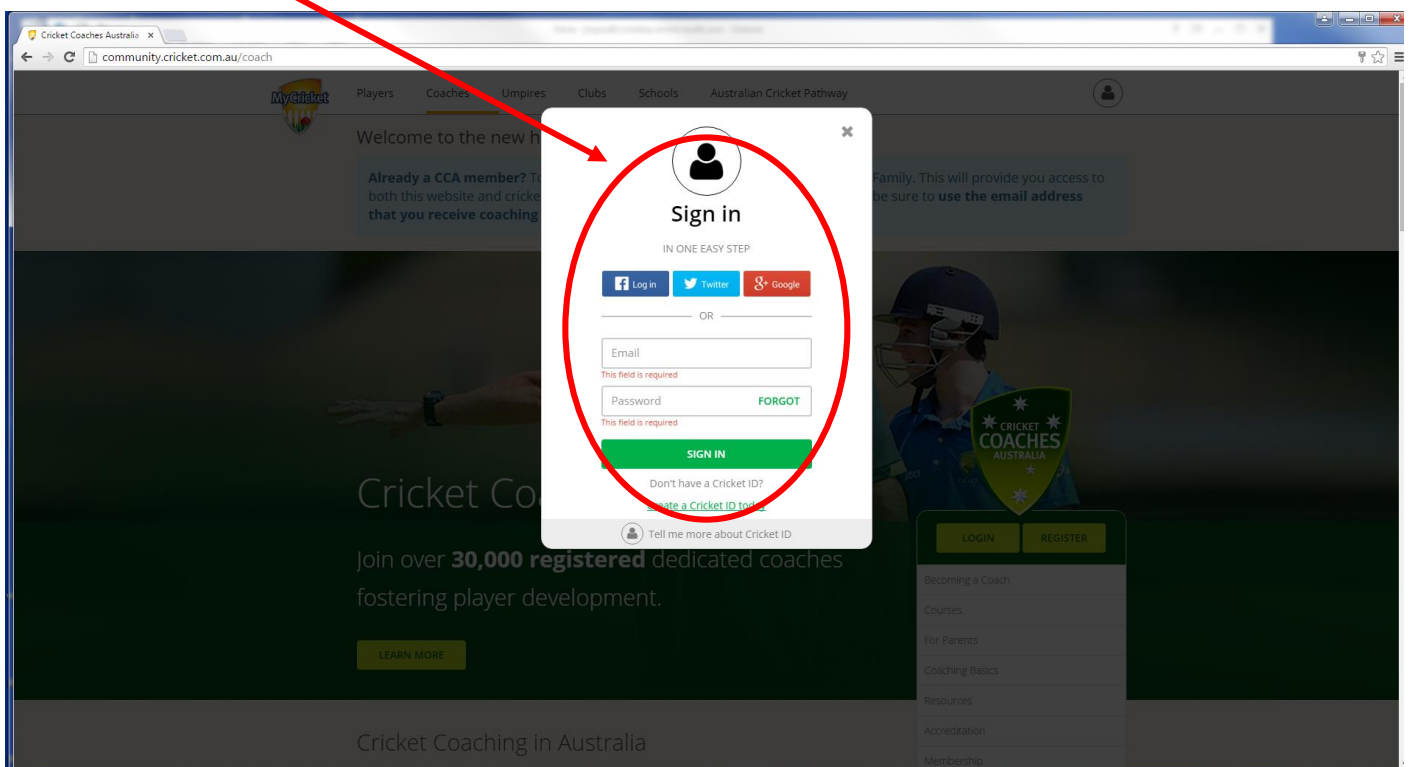 Cricket Coaches Australia
community.cricket.com.au/coach
MyCricket
Players Coaches Umpires Clubs Schools Australian Cricket Pathway
Welcome to the new h
Already a CCA member? To
Family. This will provide you access to
both this website and cricke
be sure to use the email address
that you receive coaching
Sign in
IN ONE EASY STEP
Log in
Twitter
Google
OR
Email
This field is required
Password FORGOT
This field is required
SIGN IN
Don't have a Cricket ID?
Create a Cricket ID today
Tell me more about Cricket ID
CRICKET
COACHES
AUSTRALIA
Cricket Co
Join over 30,000 registered dedicated coaches
fostering player development.
LEARN MORE
LOGIN REGISTER
Becoming a Coach
Courses
For Parents
Coaching Basics
Resources
Accreditation
Membership
Cricket Coaching in Australia